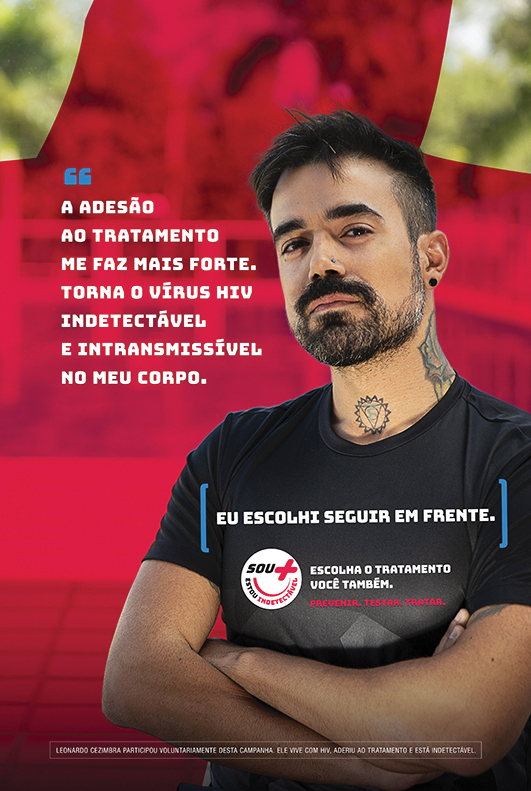 “
A ADESÃO
AO TRATAMENTO
ME FAZ MAIS FORTE.
TORNA O VÍRUS HIV
INDETECTÁVEL
E INTRANSMISSÍVEL
NO MEU CORPO.
[EU ESCOLHI SEGUIR EM FRENTE.]
SOU+
ESTOU INDETECTÁVEL
ESCOLHA O TRATAMENTO
VOCÊ TAMBÉM.
PREVENIR. TESTAR. TRATAR.
LEONARDO CEZIMBRA PARTICIPOU VOLUNTARIAMENTE DESTA CAMPANHA. ELE VIVE COM HIV, ADERIU AO TRATAMENTO E ESTÁ INDETECTÁVEL.